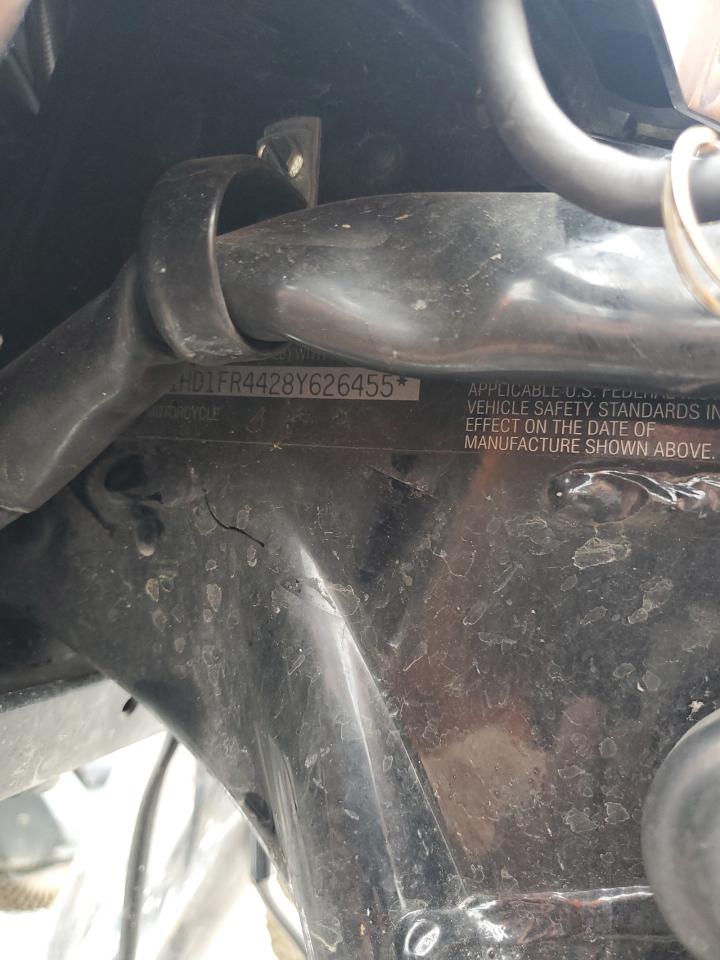 1HD1FR4428Y626455*
MOTORCYCLE
APPLICABLE U.S. FEDERAL
VEHICLE SAFETY STANDARDS IN
EFFECT ON THE DATE OF
MANUFACTURE SHOWN ABOVE.